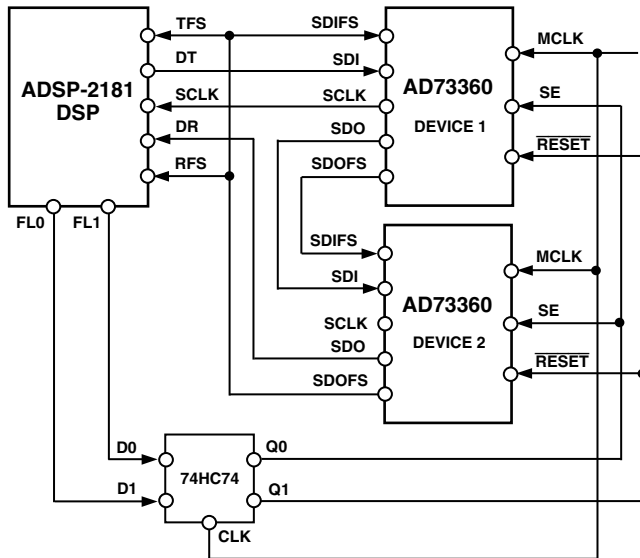 TFS
DT
SCLK
DR
RFS
ADSP-2181
DSP
FL0
FL1
SDIFS
SDI
SCLK
SDO
SDOFS
AD73360
DEVICE 1
MCLK
SE
RESET
SDIFS
SDI
SCLK
SDO
SDOFS
AD73360
DEVICE 2
MCLK
SE
RESET
D0
D1
74HC74
Q0
Q1
CLK